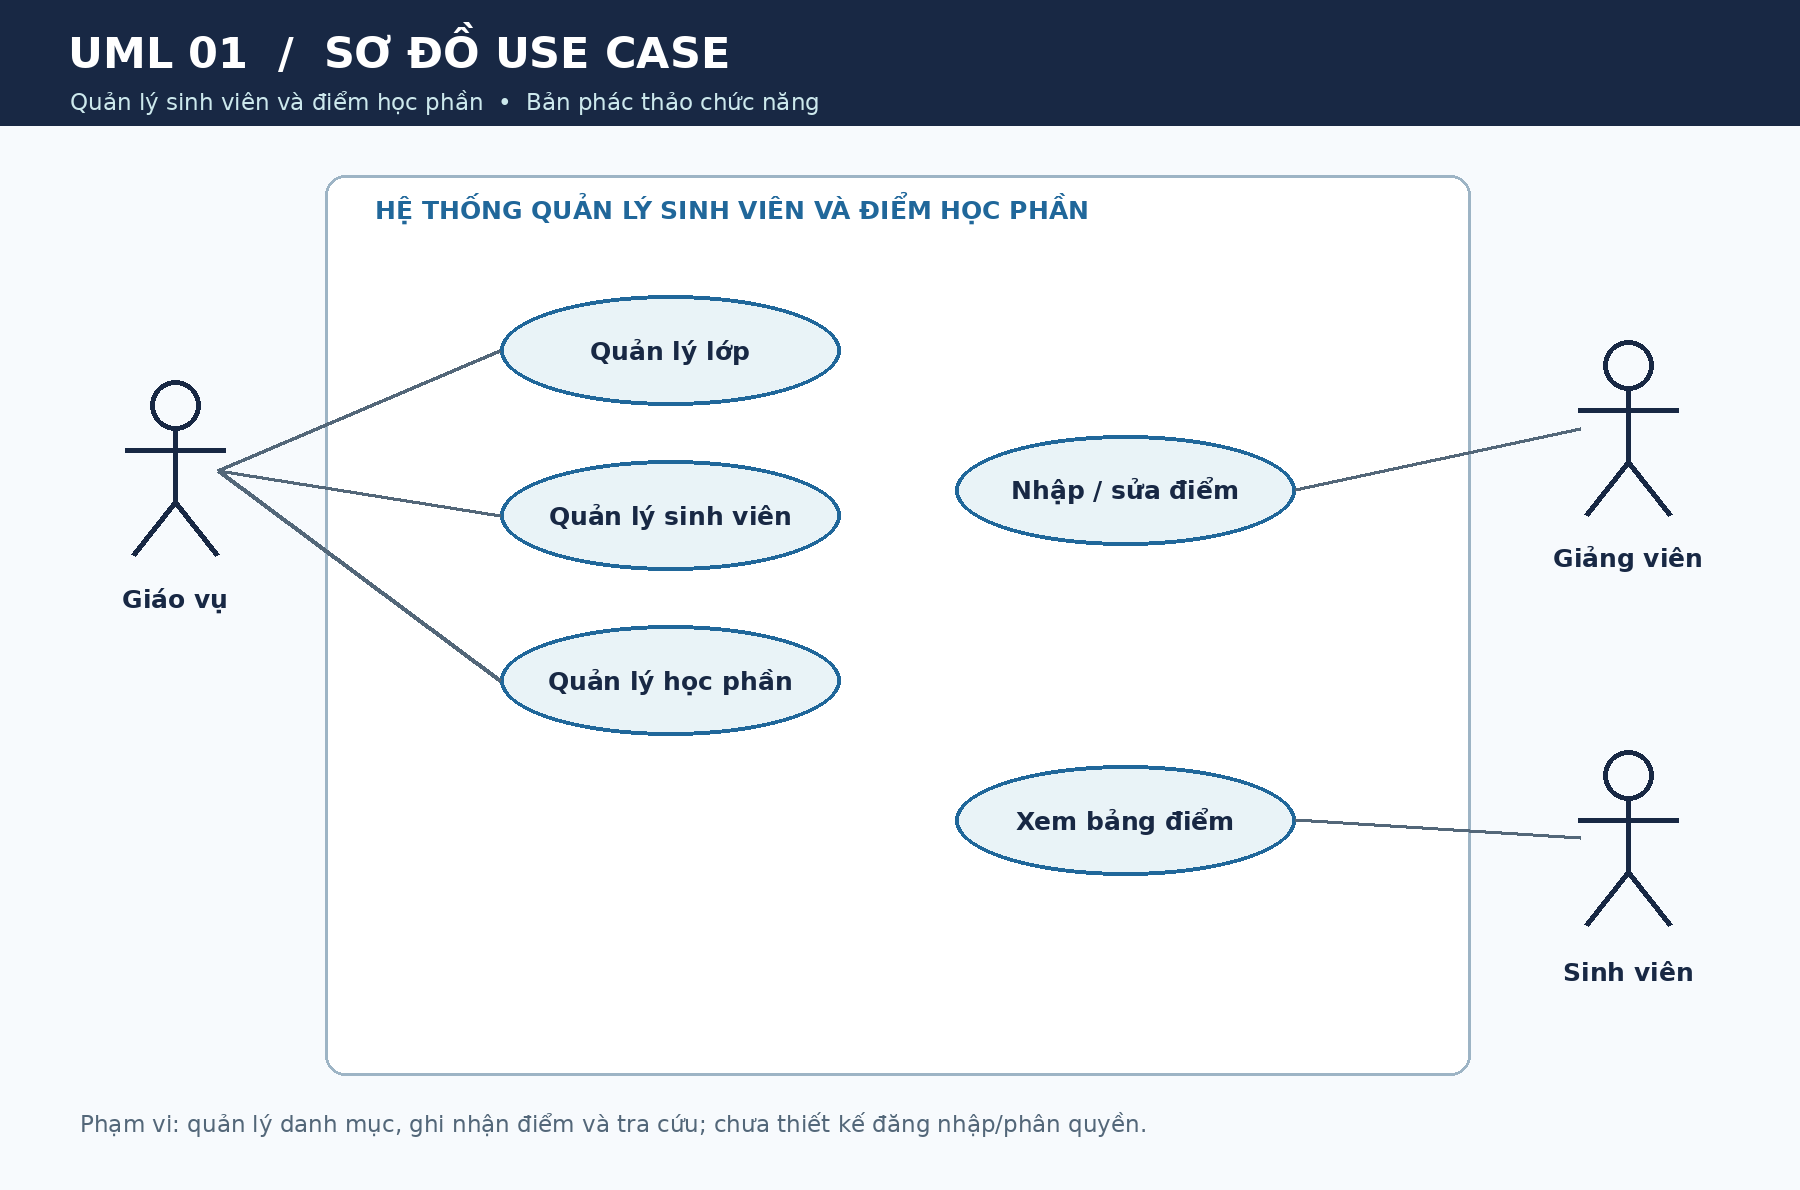 UML 01 / SƠ ĐỒ USE CASE
Quản lý sinh viên và điểm học phần • Bản phác thảo chức năng
HỆ THỐNG QUẢN LÝ SINH VIÊN VÀ ĐIỂM HỌC PHẦN
Quản lý lớp
Quản lý sinh viên
Nhập / sửa điểm
Giảng viên
Giáo vụ
Quản lý học phần
Xem bảng điểm
Sinh viên
Phạm vi: quản lý danh mục, ghi nhận điểm và tra cứu; chưa thiết kế đăng nhập/phân quyền.